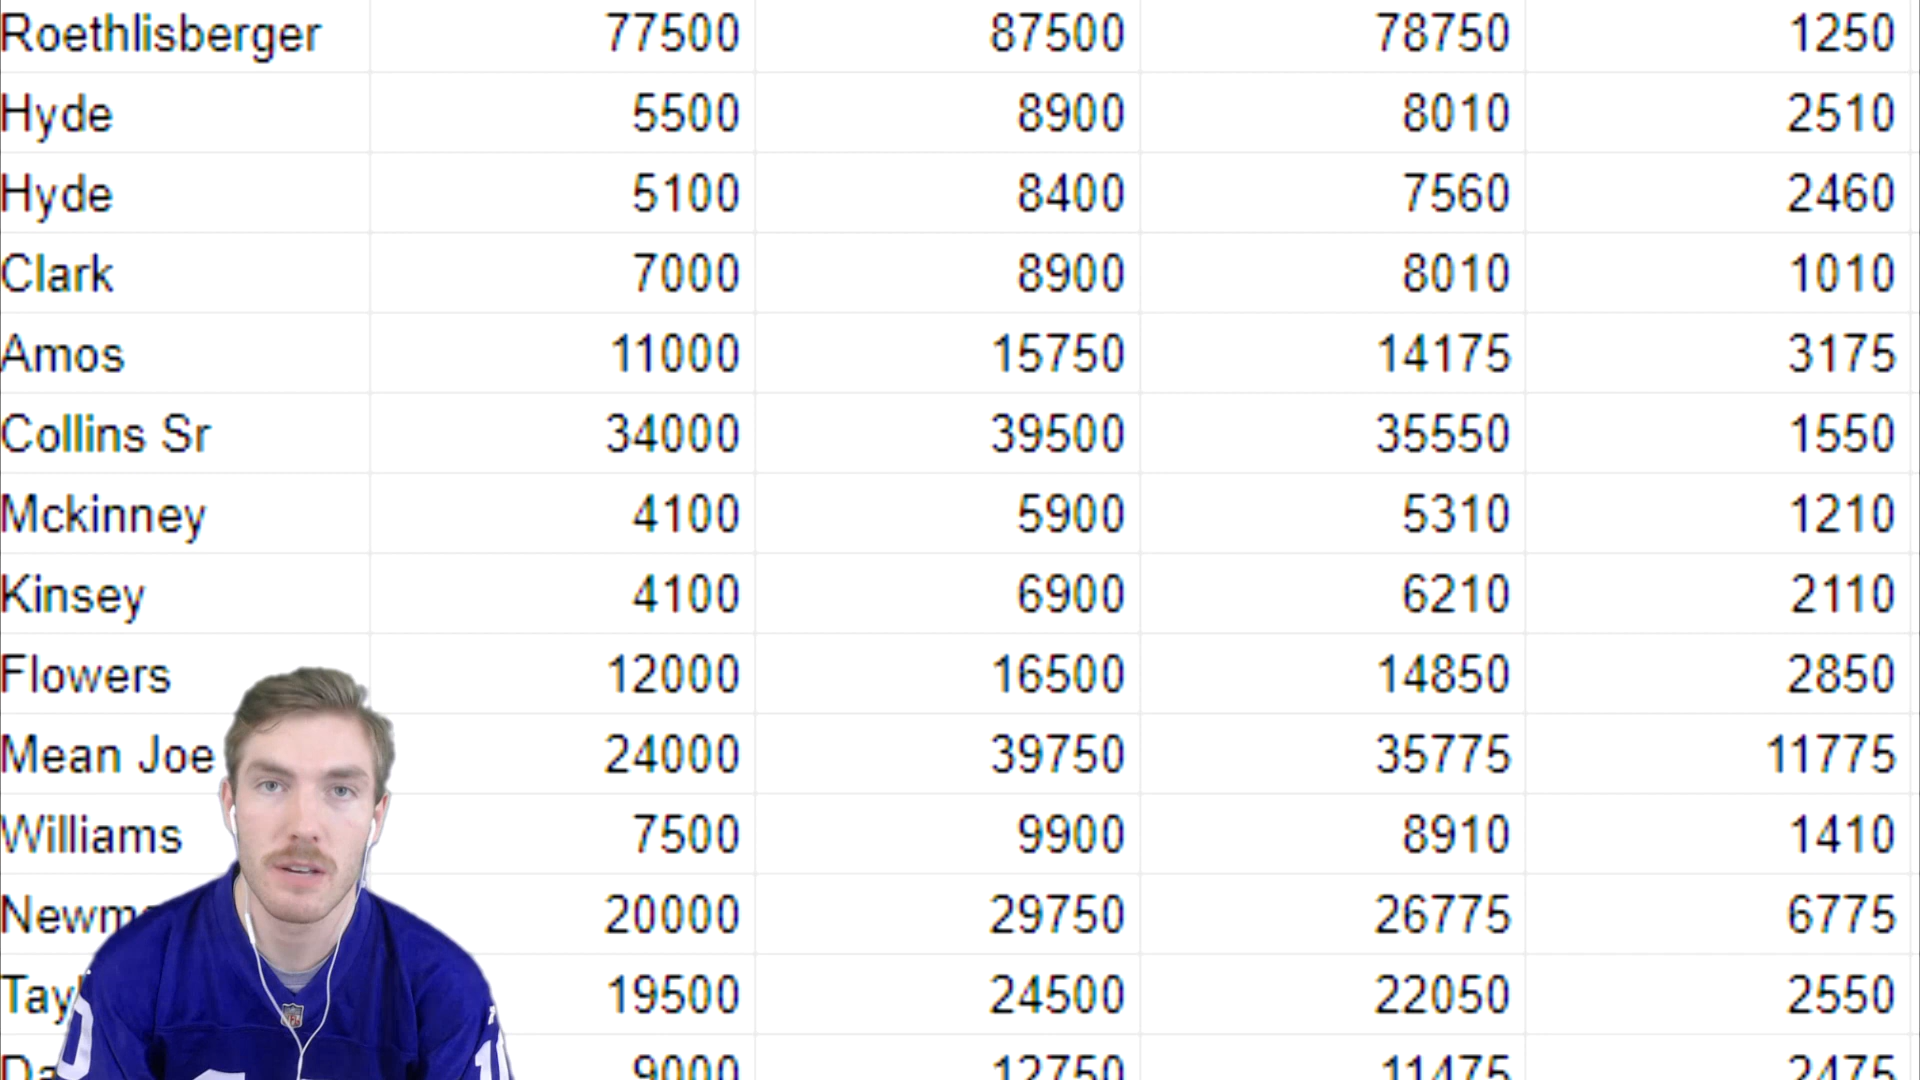 Roethlisberger 77500 87500 78750 1250
Hyde 5500 8900 8010 2510
Hyde 5100 8400 7560 2460
Clark 7000 8900 8010 1010
Amos 11000 15750 14175 3175
Collins Sr 34000 39500 35550 1550
Mckinney 4100 5900 5310 1210
Kinsey 4100 6900 6210 2110
Flowers 12000 16500 14850 2850
Mean Joe 24000 39750 35775 11775
Williams 7500 9900 8910 1410
20000 29750 26775 6775
19500 24500 22050 2550
9000 12750 11475 2475